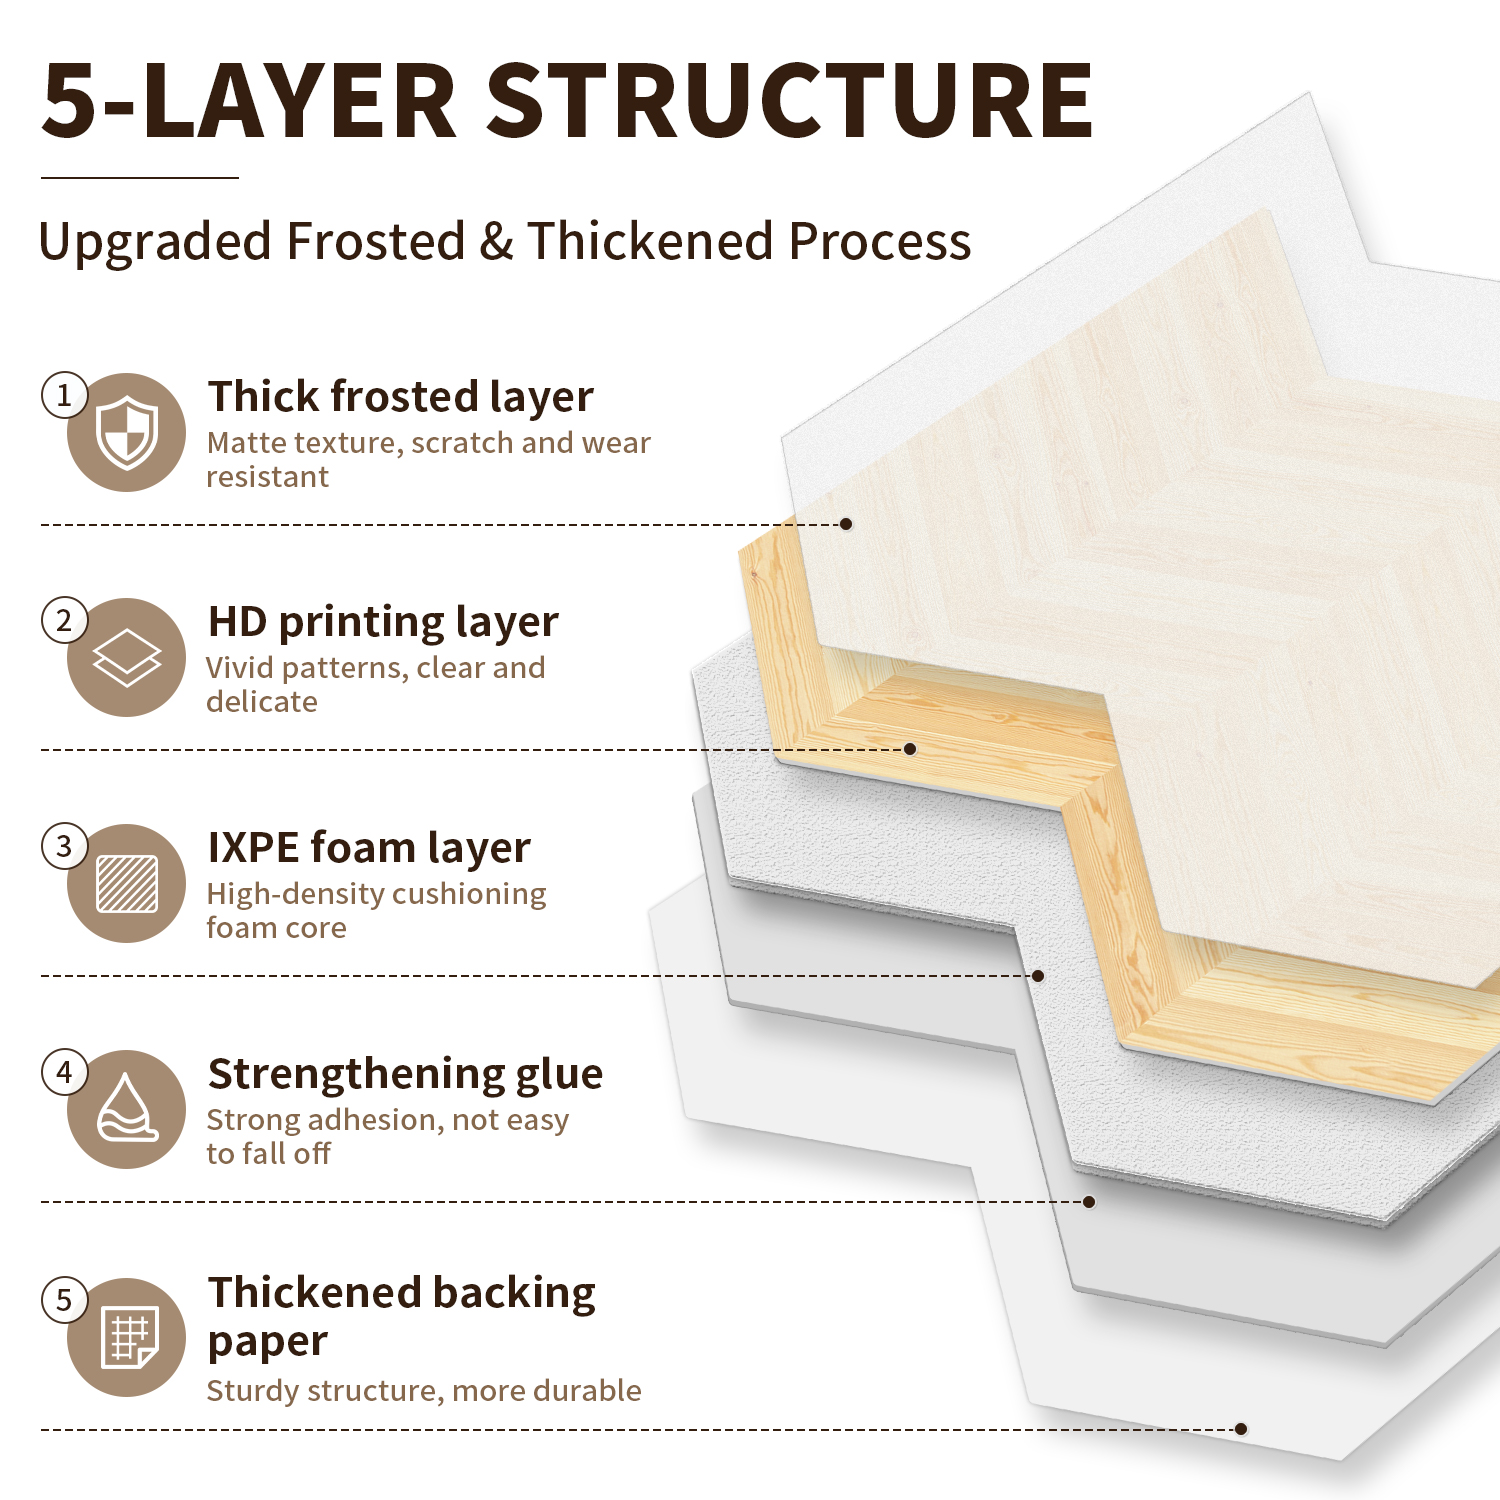 5-LAYER STRUCTURE
Upgraded Frosted & Thickened Process
1
Thick frosted layer
Matte texture, scratch and wear
resistant
2
HD printing layer
Vivid patterns, clear and
delicate
3
IXPE foam layer
High-density cushioning
foam core
4
Strengthening glue
Strong adhesion, not easy
to fall off
5
Thickened backing
paper
Sturdy structure, more durable